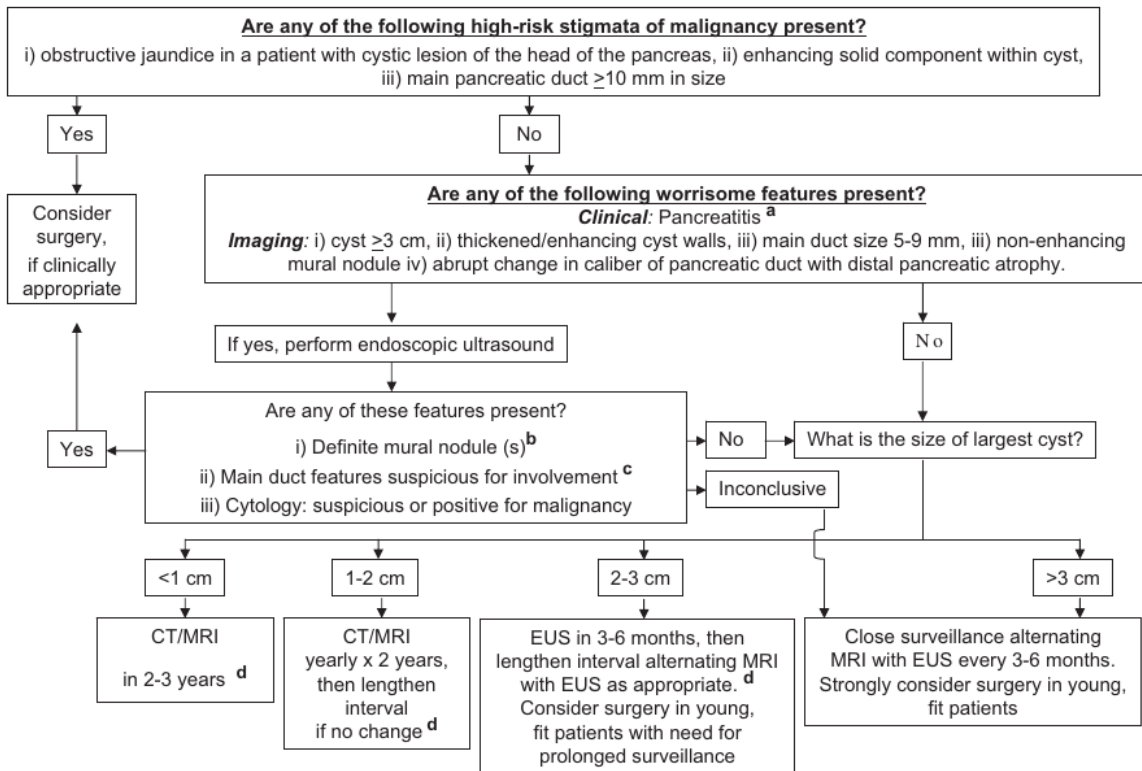 Are any of the following high-risk stigmata of malignancy present?
i) obstructive jaundice in a patient with cystic lesion of the head of the pancreas, ii) enhancing solid component within cyst,
iii) main pancreatic duct ≥10 mm in size
Yes
No
Consider
surgery,
if clinically
appropriate
Are any of the following worrisome features present?
Clinical: Pancreatitis a
Imaging: i) cyst ≥3 cm, ii) thickened/enhancing cyst walls, iii) main duct size 5-9 mm, iii) non-enhancing
mural nodule iv) abrupt change in caliber of pancreatic duct with distal pancreatic atrophy.
If yes, perform endoscopic ultrasound
No
Are any of these features present?
i) Definite mural nodule (s) b
ii) Main duct features suspicious for involvement c
iii) Cytology: suspicious or positive for malignancy
Yes
No
What is the size of largest cyst?
Inconclusive
<1 cm
1-2 cm
2-3 cm
>3 cm
CT/MRI
in 2-3 years d
CT/MRI
yearly x 2 years,
then lengthen
interval
if no change d
EUS in 3-6 months, then
lengthen interval alternating MRI
with EUS as appropriate. d
Consider surgery in young,
fit patients with need for
prolonged surveillance
Close surveillance alternating
MRI with EUS every 3-6 months.
Strongly consider surgery in young,
fit patients